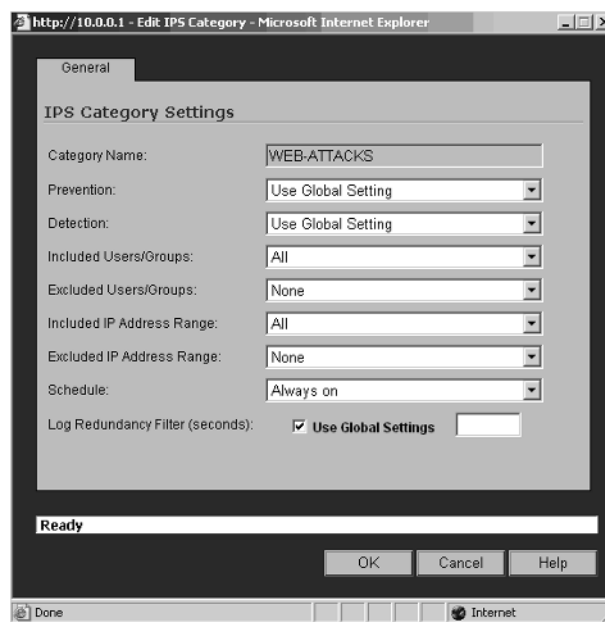 http://10.0.0.1 - Edit IPS Category - Microsoft Internet Explorer
General
IPS Category Settings
Category Name: WEB-ATTACKS
Prevention: Use Global Setting
Detection: Use Global Setting
Included Users/Groups: All
Excluded Users/Groups: None
Included IP Address Range: All
Excluded IP Address Range: None
Schedule: Always on
Log Redundancy Filter (seconds): Use Global Settings
Ready
OK Cancel Help
Done Internet